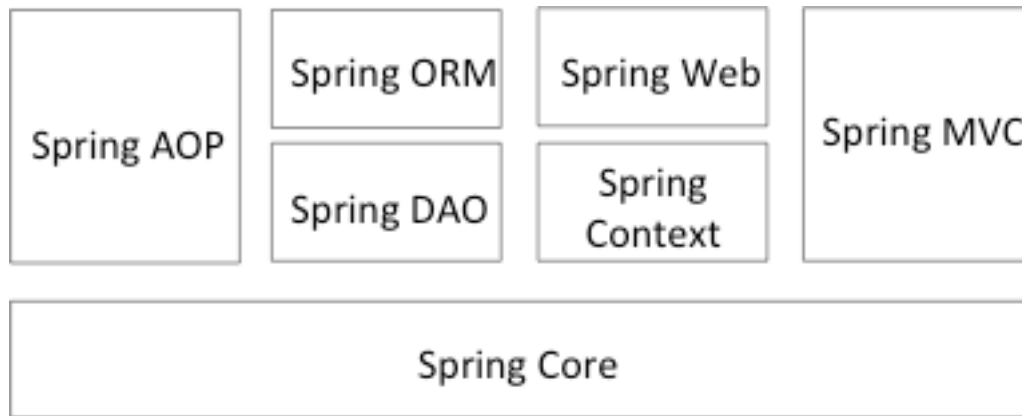 Spring AOP
Spring ORM
Spring DAO
Spring Web
Spring
Context
Spring MVC
Spring Core